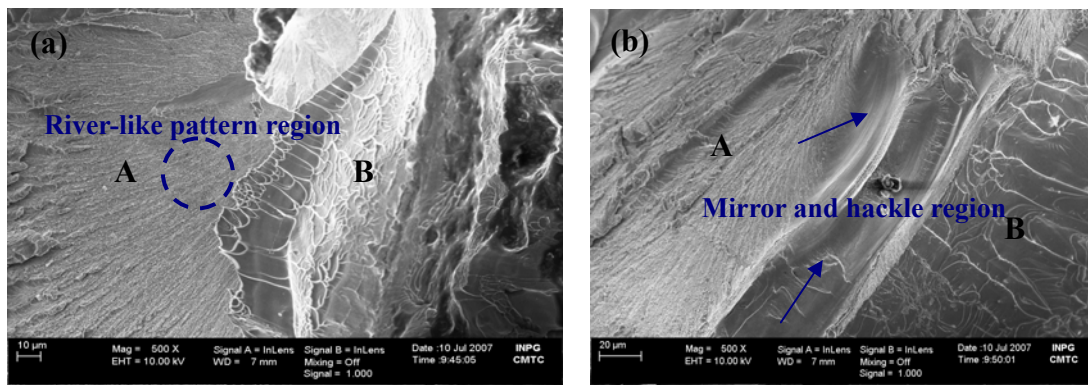 (a)
River-like pattern region
A
B
10 µm
Mag = 500 X
EHT = 10.00 kV
Signal A = InLens
WD = 7 mm
Signal B = InLens
Mixing = Off
Signal = 1.000
Date :10 Jul 2007
Time :9:45:05
INPG
CMTC
(b)
A
Mirror and hackle region
B
20 µm
Mag = 500 X
EHT = 10.00 kV
Signal A = InLens
WD = 7 mm
Signal B = InLens
Mixing = Off
Signal = 1.000
Date :10 Jul 2007
Time :9:50:01
INPG
CMTC